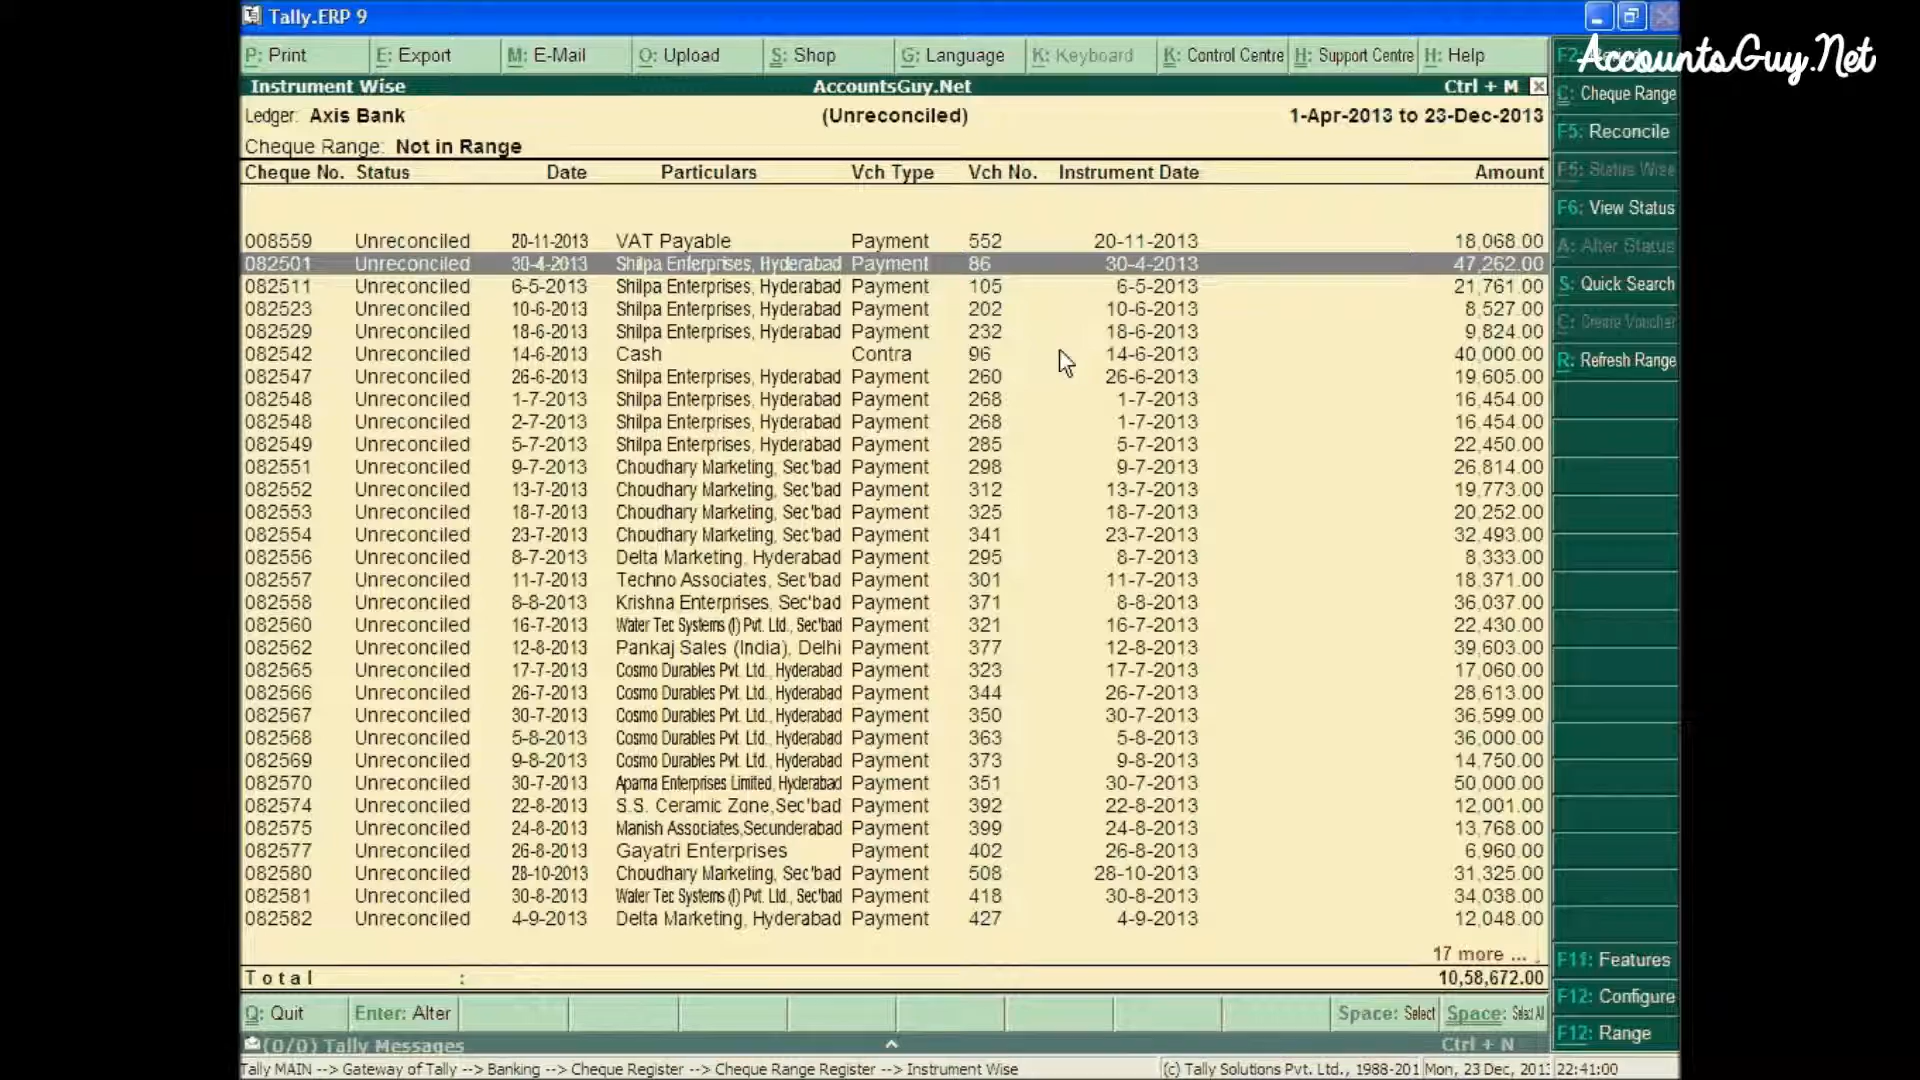 Tally.ERP 9
P: Print E: Export M: E-Mail O: Upload S: Shop G: Language K: Keyboard K: Control Centre H: Support Centre H: Help
AccountsGuy.Net
Instrument Wise AccountsGuy.Net Ctrl + M
Ledger: Axis Bank (Unreconciled) 1-Apr-2013 to 23-Dec-2013
Cheque Range: Not in Range
Cheque No. Status Date Particulars Vch Type Vch No. Instrument Date Amount
008559 Unreconciled 20-11-2013 VAT Payable Payment 552 20-11-2013 18,068.00
082501 Unreconciled 30-4-2013 Shilpa Enterprises, Hyderabad Payment 86 30-4-2013 47,262.00
082511 Unreconciled 6-5-2013 Shilpa Enterprises, Hyderabad Payment 105 6-5-2013 21,761.00
082523 Unreconciled 10-6-2013 Shilpa Enterprises, Hyderabad Payment 202 10-6-2013 8,527.00
082529 Unreconciled 18-6-2013 Shilpa Enterprises, Hyderabad Payment 232 18-6-2013 9,824.00
082542 Unreconciled 14-6-2013 Cash Contra 96 14-6-2013 40,000.00
082547 Unreconciled 26-6-2013 Shilpa Enterprises, Hyderabad Payment 260 26-6-2013 19,605.00
082548 Unreconciled 1-7-2013 Shilpa Enterprises, Hyderabad Payment 268 1-7-2013 16,454.00
082548 Unreconciled 2-7-2013 Shilpa Enterprises, Hyderabad Payment 268 1-7-2013 16,454.00
082549 Unreconciled 5-7-2013 Shilpa Enterprises, Hyderabad Payment 285 5-7-2013 22,450.00
082551 Unreconciled 9-7-2013 Choudhary Marketing, Sec'bad Payment 298 9-7-2013 26,814.00
082552 Unreconciled 13-7-2013 Choudhary Marketing, Sec'bad Payment 312 13-7-2013 19,773.00
082553 Unreconciled 18-7-2013 Choudhary Marketing, Sec'bad Payment 325 18-7-2013 20,252.00
082554 Unreconciled 23-7-2013 Choudhary Marketing, Sec'bad Payment 341 23-7-2013 32,493.00
082556 Unreconciled 8-7-2013 Delta Marketing, Hyderabad Payment 295 8-7-2013 8,333.00
082557 Unreconciled 11-7-2013 Techno Associates, Sec'bad Payment 301 11-7-2013 18,371.00
082558 Unreconciled 8-8-2013 Krishna Enterprises, Sec'bad Payment 371 8-8-2013 36,037.00
082560 Unreconciled 16-7-2013 Water Tec Systems (I) Pvt. Ltd., Sec'bad Payment 321 16-7-2013 22,430.00
082562 Unreconciled 12-8-2013 Pankaj Sales (India), Delhi Payment 377 12-8-2013 39,603.00
082565 Unreconciled 17-7-2013 Cosmo Durables Pvt. Ltd., Hyderabad Payment 323 17-7-2013 17,060.00
082566 Unreconciled 26-7-2013 Cosmo Durables Pvt. Ltd., Hyderabad Payment 344 26-7-2013 28,613.00
082567 Unreconciled 30-7-2013 Cosmo Durables Pvt. Ltd., Hyderabad Payment 350 30-7-2013 36,599.00
082568 Unreconciled 5-8-2013 Cosmo Durables Pvt. Ltd., Hyderabad Payment 363 5-8-2013 36,000.00
082569 Unreconciled 9-8-2013 Cosmo Durables Pvt. Ltd., Hyderabad Payment 373 9-8-2013 14,750.00
082570 Unreconciled 30-7-2013 Aparna Enterprises Limited, Hyderabad Payment 351 30-7-2013 50,000.00
082574 Unreconciled 22-8-2013 S.S. Ceramic Zone,Sec'bad Payment 392 22-8-2013 12,001.00
082575 Unreconciled 24-8-2013 Manish Associates,Secunderabad Payment 399 24-8-2013 13,768.00
082577 Unreconciled 26-8-2013 Gayatri Enterprises Payment 402 26-8-2013 6,960.00
082580 Unreconciled 28-10-2013 Choudhary Marketing, Sec'bad Payment 508 28-10-2013 31,325.00
082581 Unreconciled 30-8-2013 Water Tec Systems (I) Pvt. Ltd., Sec'bad Payment 418 30-8-2013 34,038.00
082582 Unreconciled 4-9-2013 Delta Marketing, Hyderabad Payment 427 4-9-2013 12,048.00
17 more ...
Total : 10,58,672.00
F2:
C: Cheque Range
F5: Reconcile
F5: Status Wise
F6: View Status
A: Alter Status
S: Quick Search
C: Create Voucher
R: Refresh Range
F11: Features
F12: Configure
F12: Range
Q: Quit Enter: Alter Space: Select Space: Select All
(0/0) Tally Messages Ctrl + N
Tally MAIN --> Gateway of Tally --> Banking --> Cheque Register --> Cheque Range Register --> Instrument Wise (c) Tally Solutions Pvt. Ltd., 1988-201 Mon, 23 Dec, 201 22:41:00